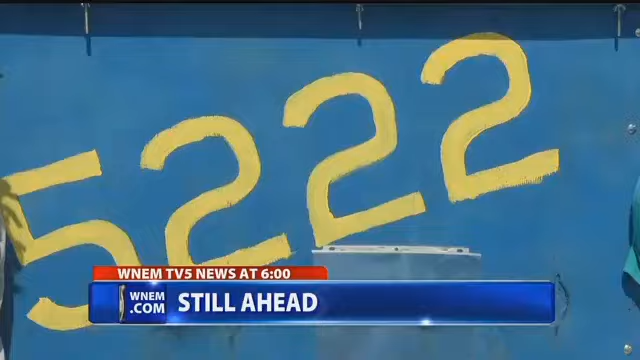 5222
WNEM TV5 NEWS AT 6:00
WNEM
.COM
STILL AHEAD